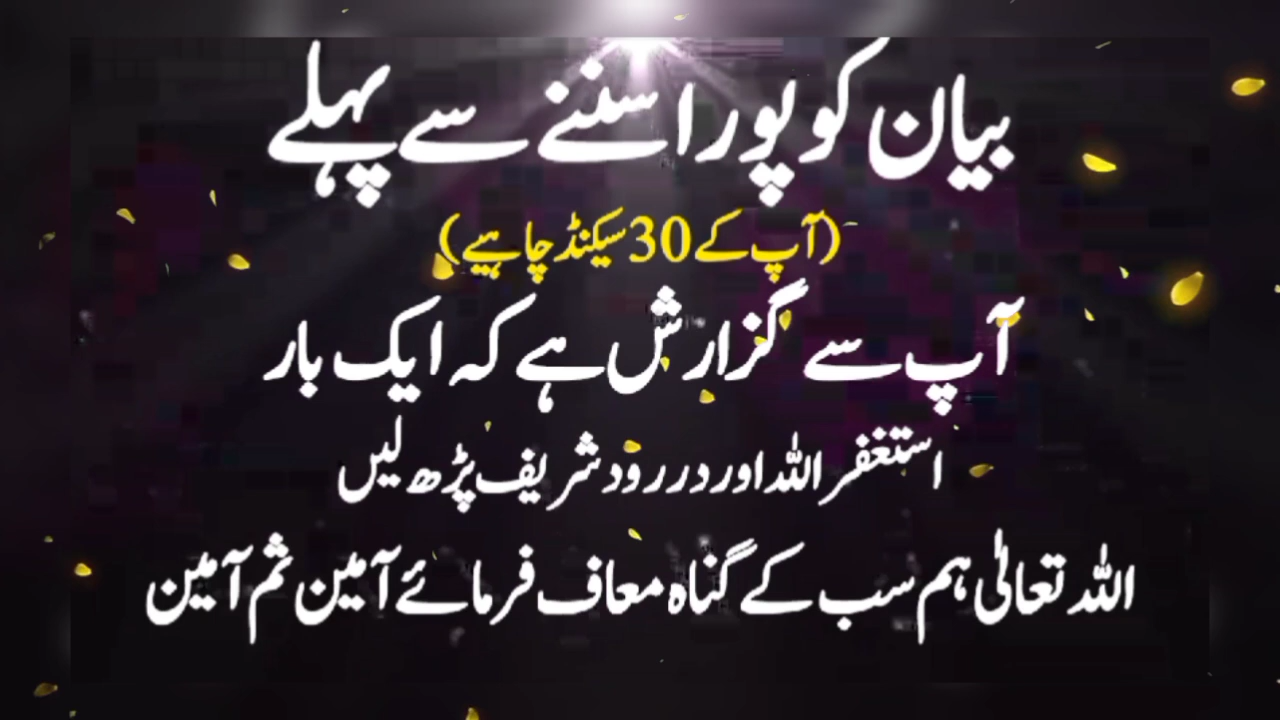 بیان کو پورا سننے سے پہلے
(آپ کے 30 سیکنڈ چاہیے)
آپ سے گزارش ہے کہ ایک بار
استغفر اللہ اور دررود شریف پڑھ لیں
اللہ تعالیٰ ہم سب کے گناہ معاف فرمائے آمین ثم آمین